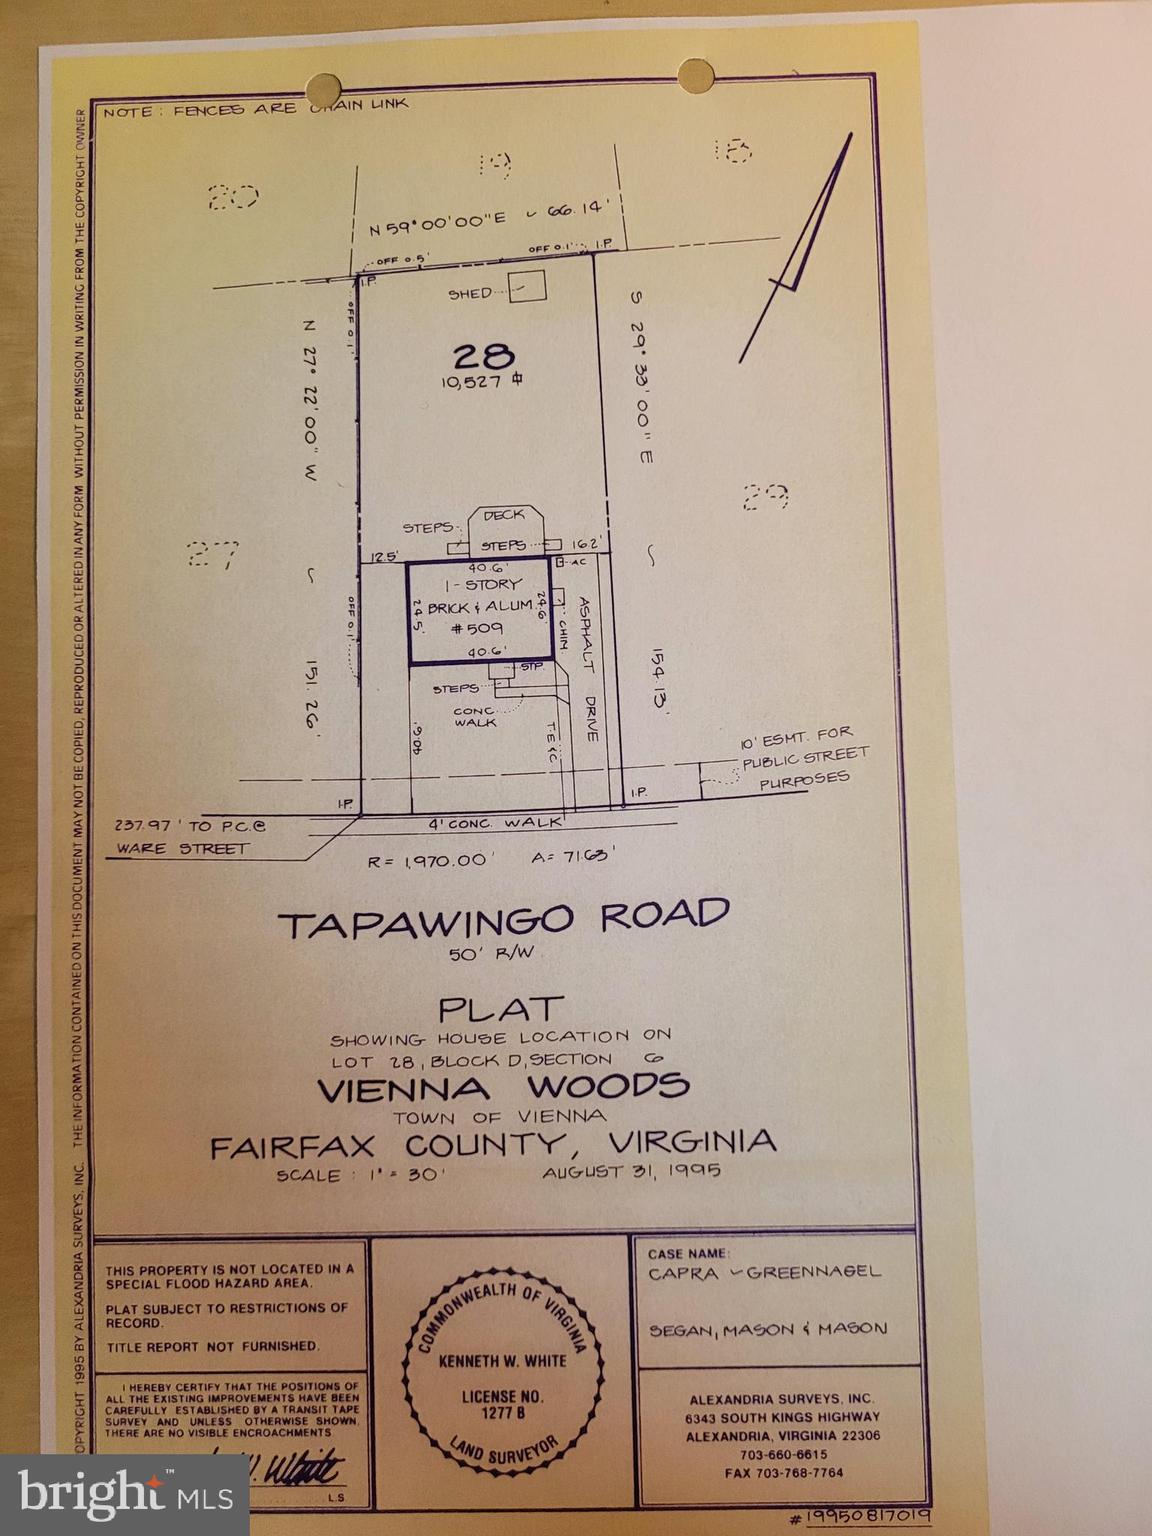 NOTE : FENCES ARE CHAIN LINK
20
19
18
N 59°00'00"E ~ 66.14'
OFF 0.5'
OFF 0.1'
I.P.
I.P.
SHED
OFF 0.1'
N 27° 22'00" W ~ 151.26'
S 29° 33'00" E ~ 154.13'
28
10,527
29
27
DECK
STEPS
STEPS
12.5'
16.2'
AC
40.6'
1-STORY
BRICK & ALUM.
#509
24.5'
24.6'
40.6'
CHIM.
ASPHALT DRIVE
OFF 0.1'
STP.
STEPS
CONC
WALK
T.E.&C
10' ESMT. FOR
PUBLIC STREET
PURPOSES
I.P.
I.P.
237.97' TO P.C.@
WARE STREET
4' CONC. WALK
R = 1,970.00' A = 71.63'
TAPAWINGO ROAD
50' R/W
PLAT
SHOWING HOUSE LOCATION ON
LOT 28, BLOCK D, SECTION 6
VIENNA WOODS
TOWN OF VIENNA
FAIRFAX COUNTY, VIRGINIA
SCALE : 1" = 30' AUGUST 31, 1995
THIS PROPERTY IS NOT LOCATED IN A
SPECIAL FLOOD HAZARD AREA.
PLAT SUBJECT TO RESTRICTIONS OF
RECORD.
TITLE REPORT NOT FURNISHED.
I HEREBY CERTIFY THAT THE POSITIONS OF
ALL THE EXISTING IMPROVEMENTS HAVE BEEN
CAREFULLY ESTABLISHED BY A TRANSIT TAPE
SURVEY AND UNLESS OTHERWISE SHOWN,
THERE ARE NO VISIBLE ENCROACHMENTS
W. White
L.S.
COMMONWEALTH OF VIRGINIA
KENNETH W. WHITE
LICENSE NO.
1277 B
LAND SURVEYOR
CASE NAME:
CAPRA ~ GREENNAGEL
SEGAN, MASON & MASON
ALEXANDRIA SURVEYS, INC.
6343 SOUTH KINGS HIGHWAY
ALEXANDRIA, VIRGINIA 22306
703-660-6615
FAX 703-768-7764
#19950817019
OPYRIGHT 1995 BY ALEXANDRIA SURVEYS, INC. THE INFORMATION CONTAINED ON THIS DOCUMENT MAY NOT BE COPIED, REPRODUCED OR ALTERED IN ANY FORM WITHOUT PERMISSION IN WRITING FROM THE COPYRIGHT OWNER
bright MLS